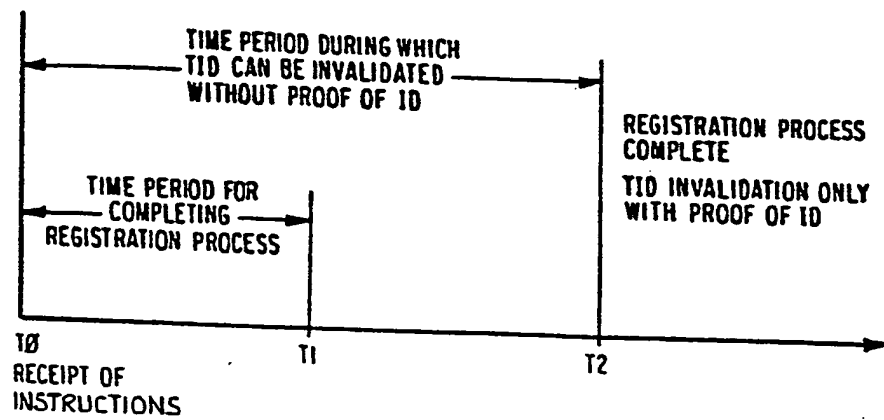 TIME PERIOD DURING WHICH
TID CAN BE INVALIDATED
WITHOUT PROOF OF ID
REGISTRATION PROCESS
COMPLETE
TID INVALIDATION ONLY
WITH PROOF OF ID
TIME PERIOD FOR
COMPLETING
REGISTRATION PROCESS
TØ
RECEIPT OF
INSTRUCTIONS
T1
T2